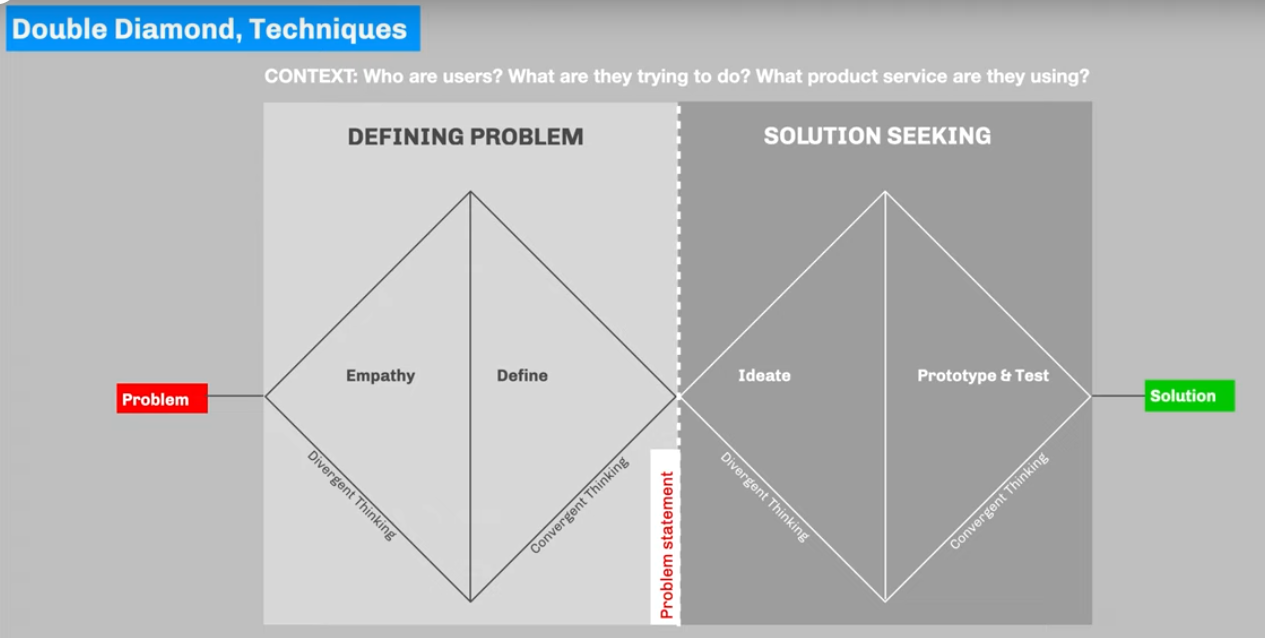 Double Diamond, Techniques
CONTEXT: Who are users? What are they trying to do? What product service are they using?
DEFINING PROBLEM
SOLUTION SEEKING
Empathy
Define
Ideate
Prototype & Test
Problem
Solution
Divergent Thinking
Convergent Thinking
Problem statement
Divergent Thinking
Convergent Thinking